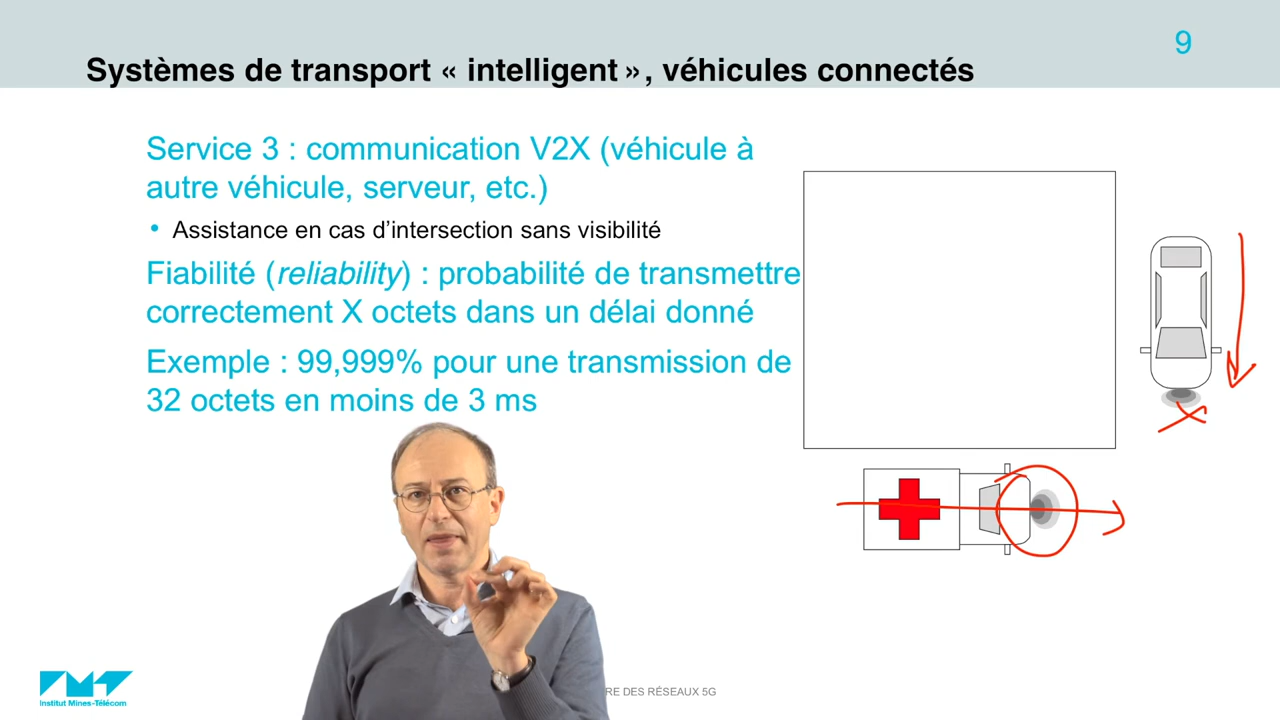 9
Systèmes de transport « intelligent », véhicules connectés
Service 3 : communication V2X (véhicule à
autre véhicule, serveur, etc.)
• Assistance en cas d'intersection sans visibilité
Fiabilité (reliability) : probabilité de transmettre
correctement X octets dans un délai donné
Exemple : 99,999% pour une transmission de
32 octets en moins de 3 ms
DES RÉSEAUX 5G
IMT
Institut Mines-Télécom